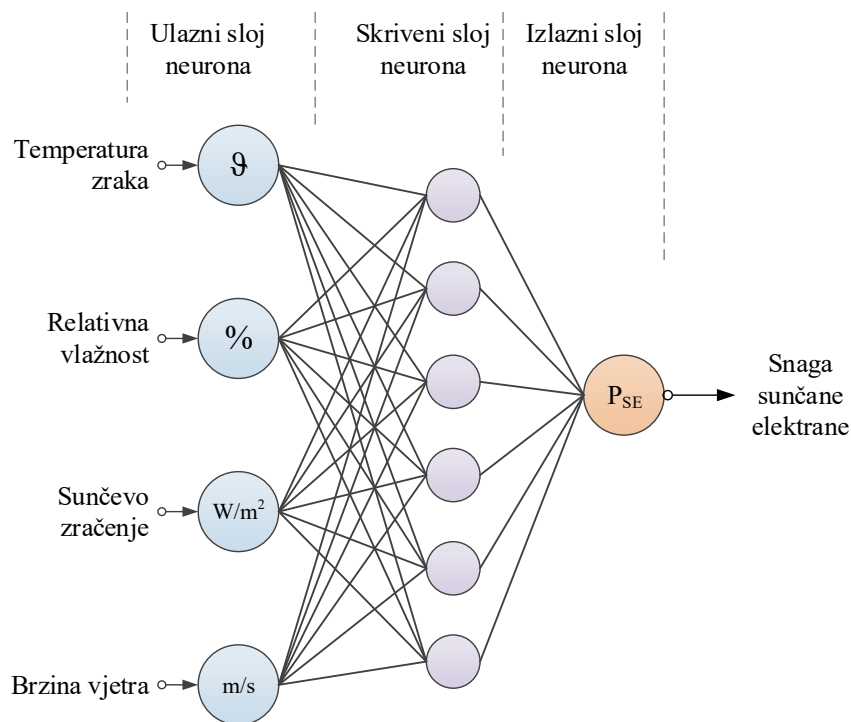 Ulazni sloj
neurona
Skriveni sloj
neurona
Izlazni sloj
neurona
Temperatura
zraka
ϑ
Relativna
vlažnost
%
Sunčevo
zračenje
W/m²
Brzina vjetra
m/s
P_SE
Snaga
sunčane
elektrane